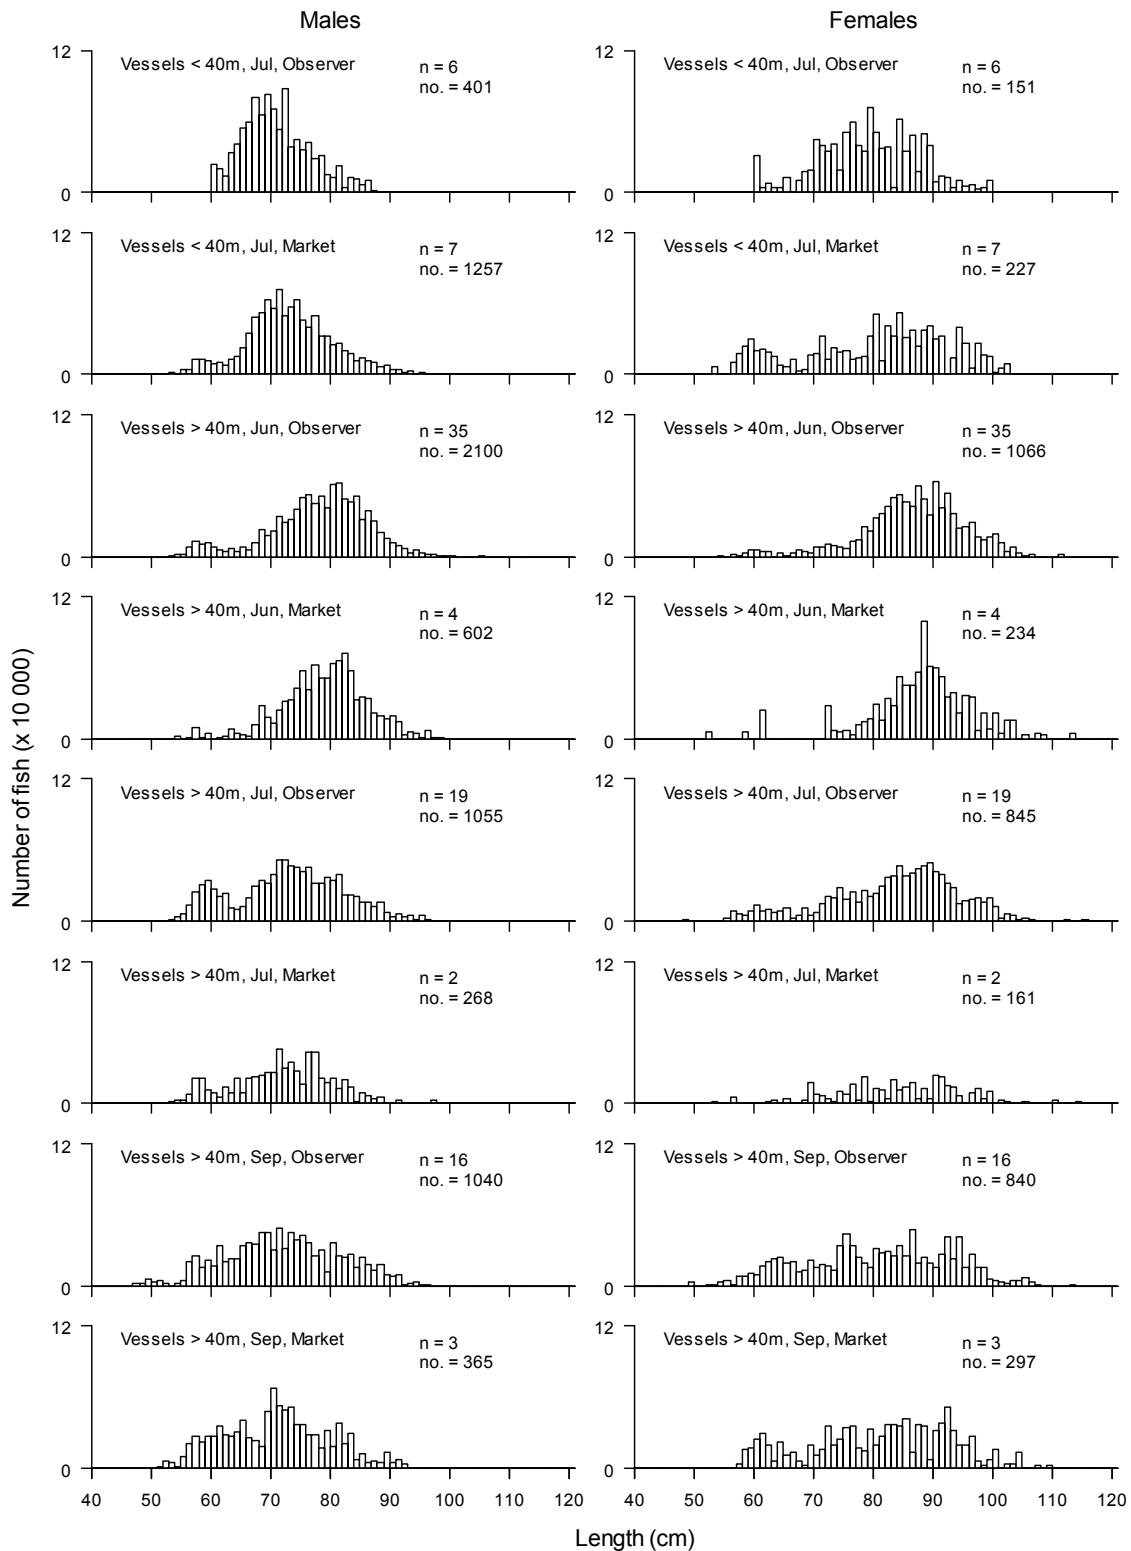 Males Females
12 Vessels < 40m, Jul, Observer n = 6 12 Vessels < 40m, Jul, Observer n = 6
no. = 401 no. = 151
0 0
12 Vessels < 40m, Jul, Market n = 7 12 Vessels < 40m, Jul, Market n = 7
no. = 1257 no. = 227
0 0
12 Vessels > 40m, Jun, Observer n = 35 12 Vessels > 40m, Jun, Observer n = 35
no. = 2100 no. = 1066
0 0
12 Vessels > 40m, Jun, Market n = 4 12 Vessels > 40m, Jun, Market n = 4
no. = 602 no. = 234
0 0
Number of fish (x 10 000)
12 Vessels > 40m, Jul, Observer n = 19 12 Vessels > 40m, Jul, Observer n = 19
no. = 1055 no. = 845
0 0
12 Vessels > 40m, Jul, Market n = 2 12 Vessels > 40m, Jul, Market n = 2
no. = 268 no. = 161
0 0
12 Vessels > 40m, Sep, Observer n = 16 12 Vessels > 40m, Sep, Observer n = 16
no. = 1040 no. = 840
0 0
12 Vessels > 40m, Sep, Market n = 3 12 Vessels > 40m, Sep, Market n = 3
no. = 365 no. = 297
0 0
40 50 60 70 80 90 100 110 120 40 50 60 70 80 90 100 110 120
Length (cm)